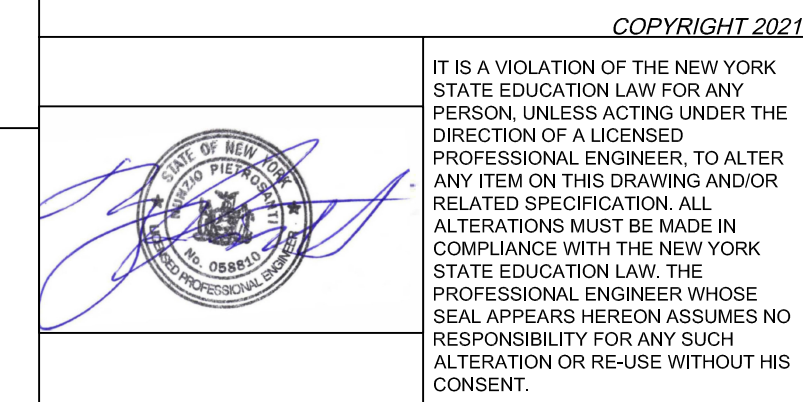 COPYRIGHT 2021
STATE OF NEW YORK
NUNZIO PIETROSANTI
No. 058810
LICENSED PROFESSIONAL ENGINEER
IT IS A VIOLATION OF THE NEW YORK
STATE EDUCATION LAW FOR ANY
PERSON, UNLESS ACTING UNDER THE
DIRECTION OF A LICENSED
PROFESSIONAL ENGINEER, TO ALTER
ANY ITEM ON THIS DRAWING AND/OR
RELATED SPECIFICATION. ALL
ALTERATIONS MUST BE MADE IN
COMPLIANCE WITH THE NEW YORK
STATE EDUCATION LAW. THE
PROFESSIONAL ENGINEER WHOSE
SEAL APPEARS HEREON ASSUMES NO
RESPONSIBILITY FOR ANY SUCH
ALTERATION OR RE-USE WITHOUT HIS
CONSENT.